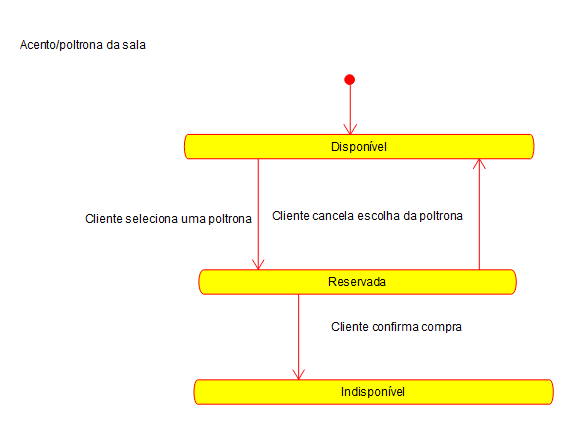 Acento/poltrona da sala
Disponível
Cliente seleciona uma poltrona
Cliente cancela escolha da poltrona
Reservada
Cliente confirma compra
Indisponível